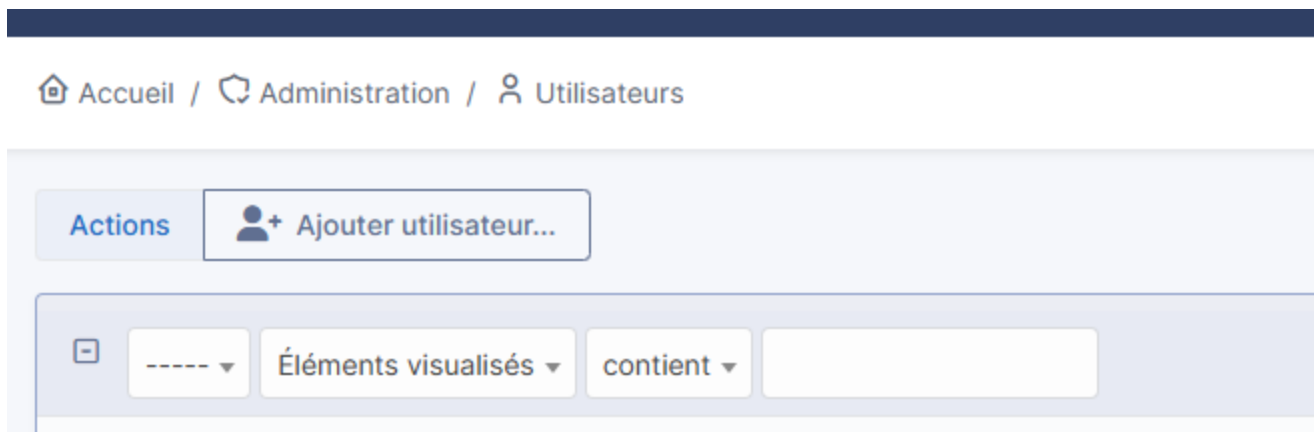 Accueil / Administration / Utilisateurs
Actions Ajouter utilisateur...
----- Éléments visualisés contient